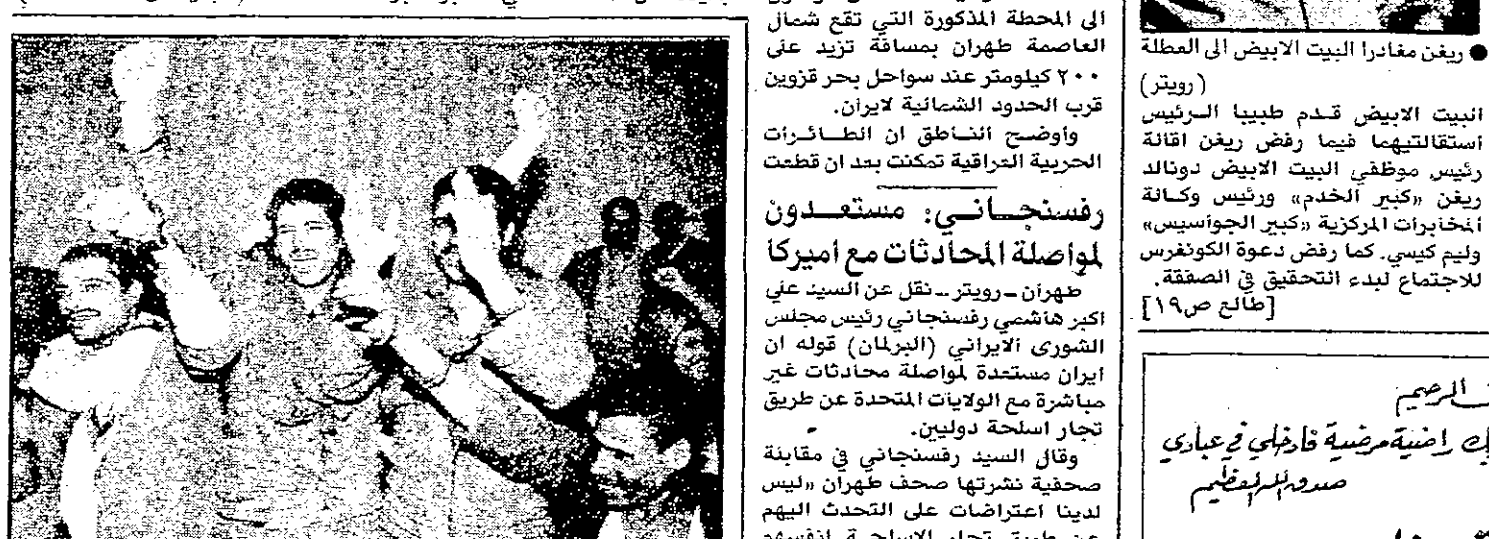 ● ريغن مغادرا البيت الابيض الى العطلة
(رويتر)
البيت الابيض قدم طبيبا الرئيس
استقالتيهما فيما رفض ريغن اقالة
رئيس موظفي البيت الابيض دونالد
ريغن «كبير الخدم» ورئيس وكالة
المخابرات المركزية «كبير الجواسيس»
وليم كيسي. كما رفض دعوة الكونغرس
للاجتماع لبدء التحقيق في الصفقة.
[طالع ص١٩]
الرحيم
راضية مرضية فادخلي في عبادي
صدق الله العظيم
الى المحطة المذكورة التي تقع شمال
العاصمة طهران بمسافة تزيد على
٢٠٠ كيلومتر عند سواحل بحر قزوين
قرب الحدود الشمالية لايران.
واوضح الناطق ان الطائرات
الحربية العراقية تمكنت بعد ان قطعت
رفسنجاني: مستعدون
لمواصلة المحادثات مع اميركا
طهران - رويتر - نقل عن السيد علي
اكبر هاشمي رفسنجاني رئيس مجلس
الشورى الايراني (البرلمان) قوله ان
ايران مستعدة لمواصلة محادثات غير
مباشرة مع الولايات المتحدة عن طريق
تجار اسلحة دوليين.
وقال السيد رفسنجاني في مقابلة
صحفية نشرتها صحف طهران «ليس
لدينا اعتراضات على التحدث اليهم
عن طريق تجار الاسلحة انفسهم